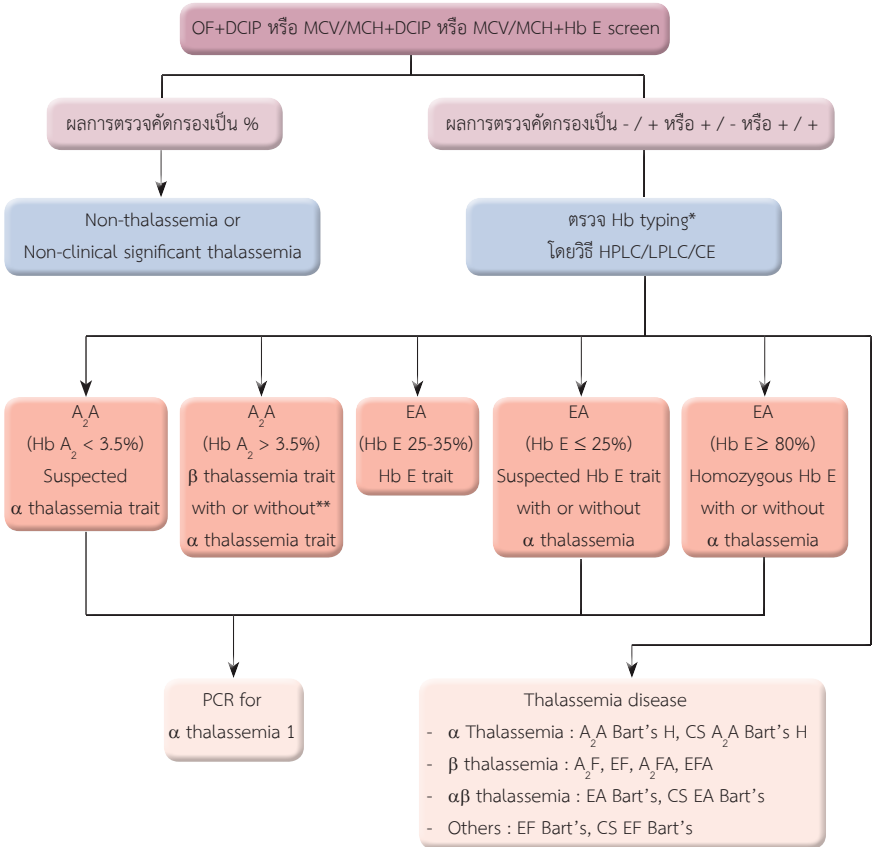 OF+DCIP หรือ MCV/MCH+DCIP หรือ MCV/MCH+Hb E screen
ผลการตรวจคัดกรองเป็น %
ผลการตรวจคัดกรองเป็น - / + หรือ + / - หรือ + / +
Non-thalassemia or
Non-clinical significant thalassemia
ตรวจ Hb typing*
โดยวิธี HPLC/LPLC/CE
A₂A
(Hb A₂ < 3.5%)
Suspected
α thalassemia trait
A₂A
(Hb A₂ > 3.5%)
β thalassemia trait
with or without**
α thalassemia trait
EA
(Hb E 25-35%)
Hb E trait
EA
(Hb E ≤ 25%)
Suspected Hb E trait
with or without
α thalassemia
EA
(Hb E≥ 80%)
Homozygous Hb E
with or without
α thalassemia
PCR for
α thalassemia 1
Thalassemia disease
- α Thalassemia : A₂A Bart's H, CS A₂A Bart's H
- β thalassemia : A₂F, EF, A₂FA, EFA
- αβ thalassemia : EA Bart's, CS EA Bart's
- Others : EF Bart's, CS EF Bart's